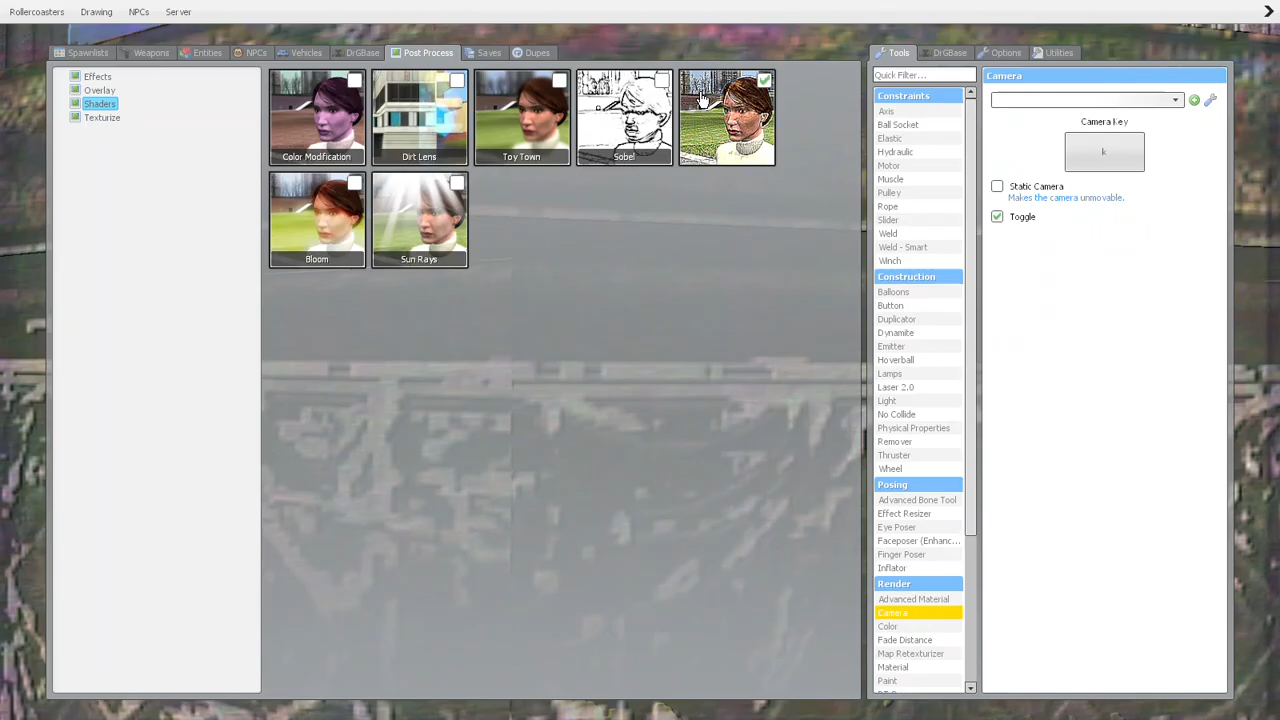 Rollercoasters Drawing NPCs Server
Spawnlists Weapons Entities NPCs Vehicles DrGBase Post Process Saves Dupes
Effects
Overlay
Shaders
Texturize
Color Modification Dirt Lens Toy Town Sobel
Bloom Sun Rays
Tools DrGBase Options Utilities
Quick Filter...
Constraints
Axis
Ball Socket
Elastic
Hydraulic
Motor
Muscle
Pulley
Rope
Slider
Weld
Weld - Smart
Winch
Construction
Balloons
Button
Duplicator
Dynamite
Emitter
Hoverball
Lamps
Laser 2.0
Light
No Collide
Physical Properties
Remover
Thruster
Wheel
Posing
Advanced Bone Tool
Effect Resizer
Eye Poser
Faceposer (Enhanc...
Finger Poser
Inflator
Render
Advanced Material
Camera
Color
Fade Distance
Map Retexturizer
Material
Paint
Camera
Camera Key
k
Static Camera
Makes the camera unmovable.
Toggle